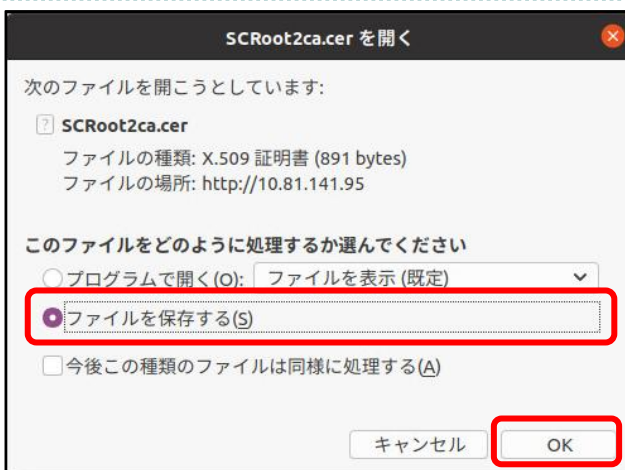 SCRoot2ca.cer を開く
次のファイルを開こうとしています:
? SCRoot2ca.cer
ファイルの種類: X.509 証明書 (891 bytes)
ファイルの場所: http://10.81.141.95
このファイルをどのように処理するか選んでください
プログラムで開く(O): ファイルを表示 (既定)
ファイルを保存する(S)
今後この種類のファイルは同様に処理する(A)
キャンセル OK